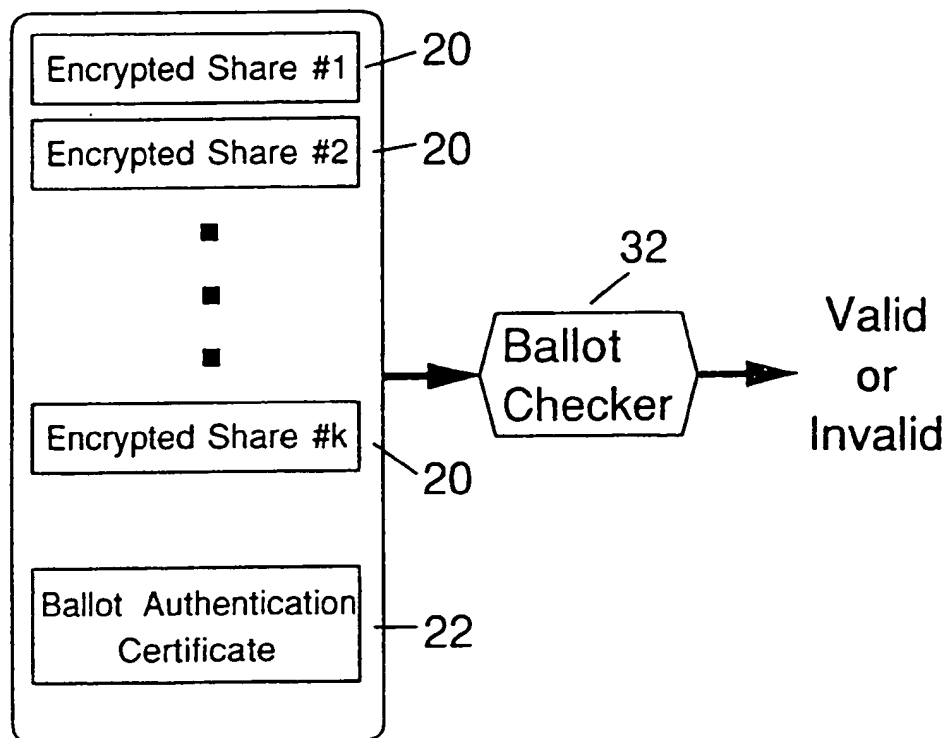 Encrypted Share #1
20
Encrypted Share #2
20
Encrypted Share #k
20
Ballot Authentication
Certificate
22
32
Ballot
Checker
Valid
or
Invalid